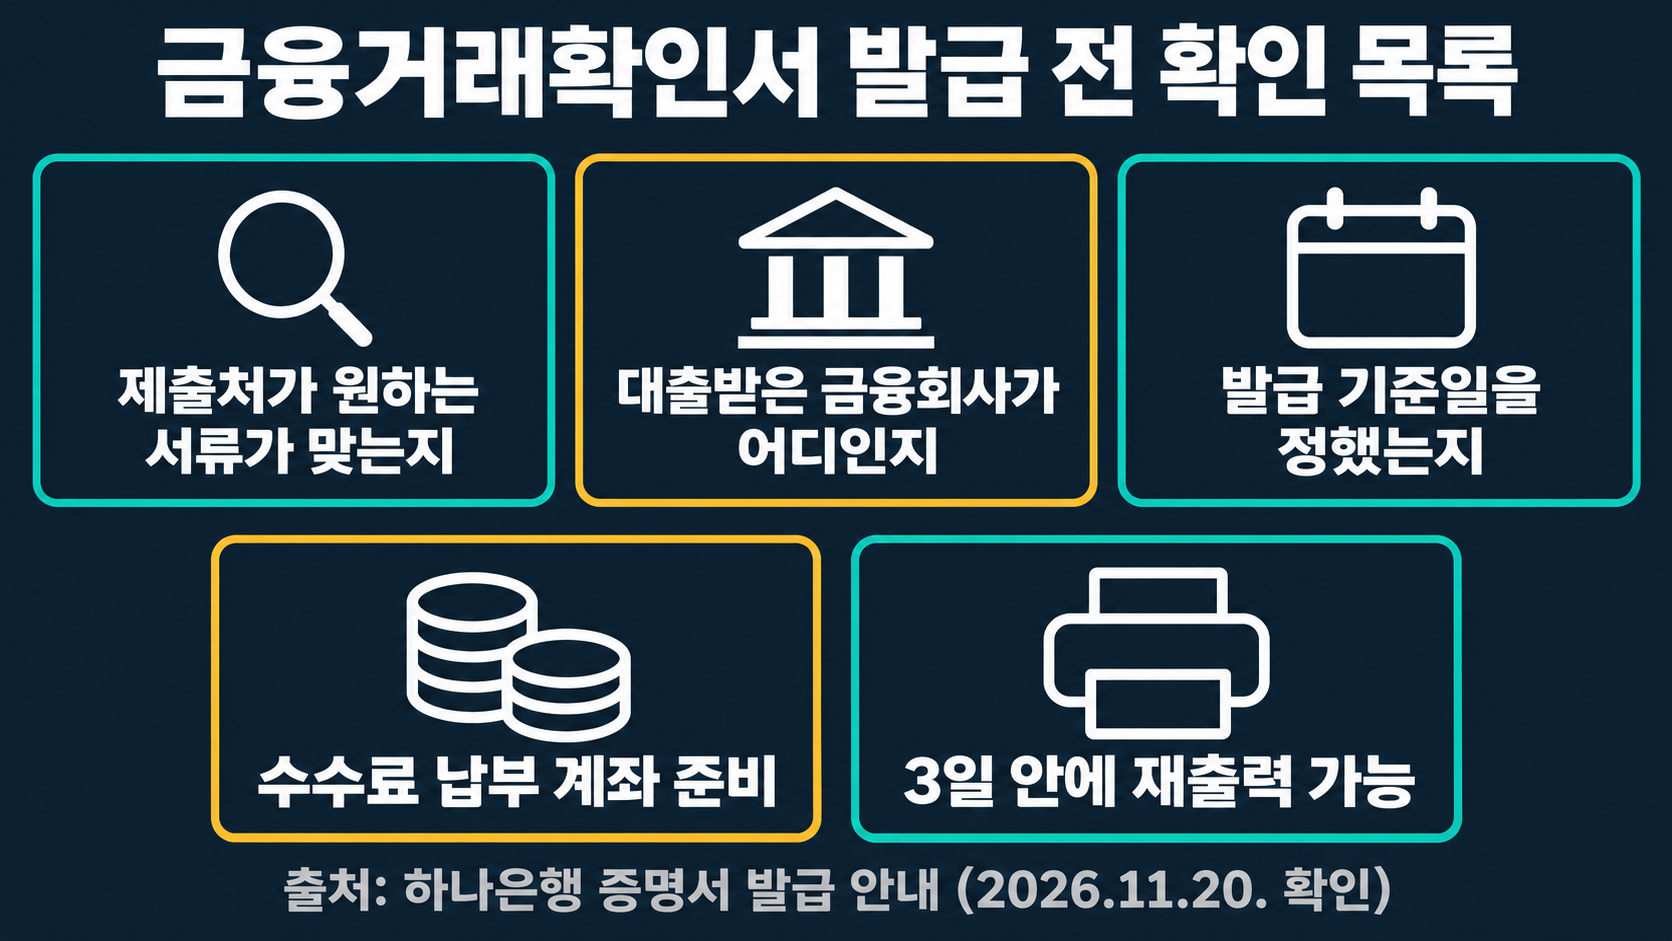 금융거래확인서 발급 전 확인 목록
제출처가 원하는
서류가 맞는지
대출받은 금융회사가
어디인지
발급 기준일을
정했는지
수수료 납부 계좌 준비
3일 안에 재출력 가능
출처: 하나은행 증명서 발급 안내 (2026.11.20. 확인)